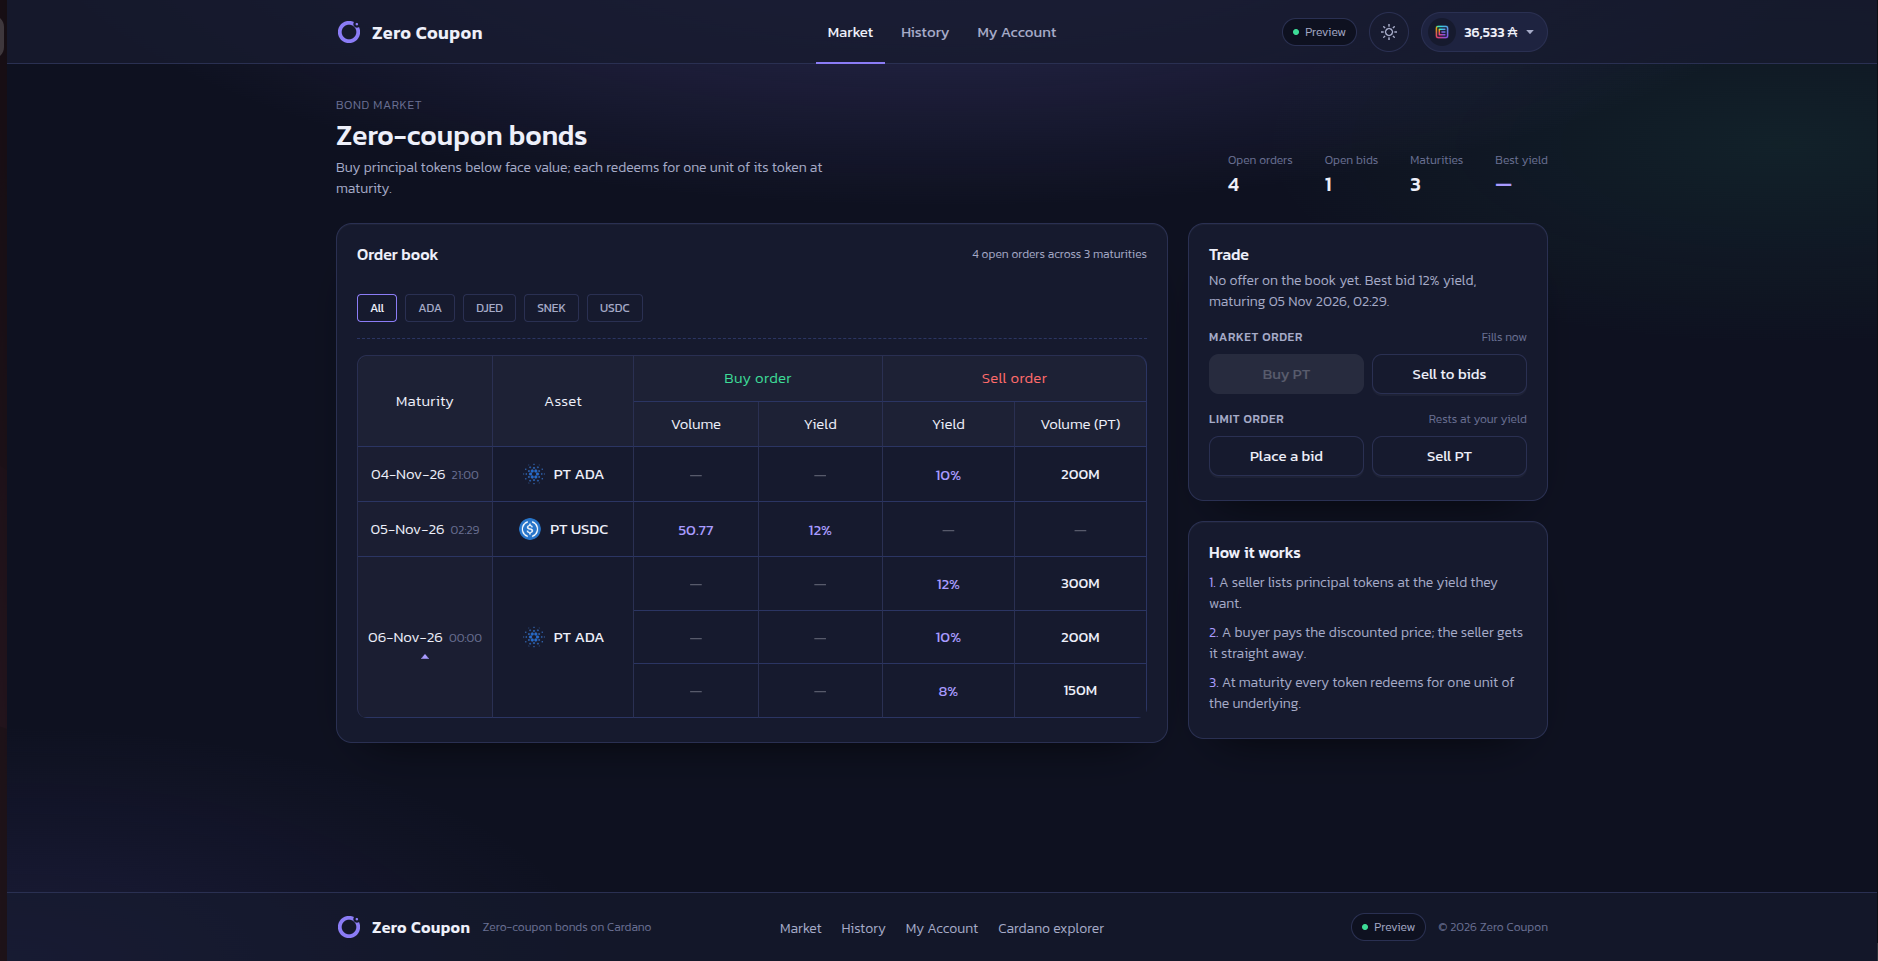 Zero Coupon
Market History My Account
Preview
36,533 ₳
BOND MARKET
Zero-coupon bonds
Buy principal tokens below face value; each redeems for one unit of its token at
maturity.
Open orders Open bids Maturities Best yield
4 1 3 —
Order book
4 open orders across 3 maturities
All ADA DJED SNEK USDC
Maturity Asset Buy order Sell order
Volume Yield Yield Volume (PT)
04-Nov-26 21:00 PT ADA — — 10% 200M
05-Nov-26 02:29 PT USDC 50.77 12% — —
— — 12% 300M
06-Nov-26 00:00 PT ADA — — 10% 200M
— — 8% 150M
Trade
No offer on the book yet. Best bid 12% yield,
maturing 05 Nov 2026, 02:29.
MARKET ORDER Fills now
Buy PT Sell to bids
LIMIT ORDER Rests at your yield
Place a bid Sell PT
How it works
1. A seller lists principal tokens at the yield they
want.
2. A buyer pays the discounted price; the seller gets
it straight away.
3. At maturity every token redeems for one unit of
the underlying.
Zero Coupon Zero-coupon bonds on Cardano
Market History My Account Cardano explorer
Preview © 2026 Zero Coupon